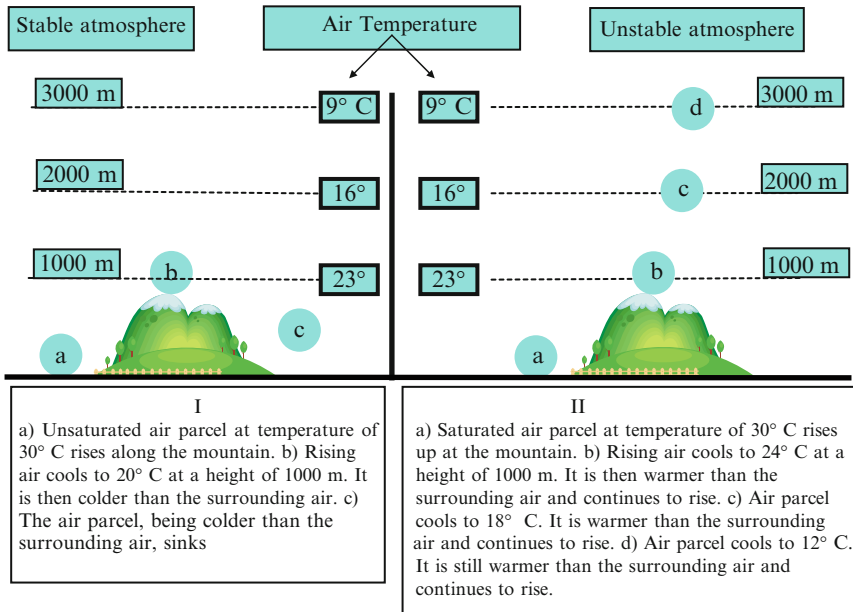 Stable atmosphere
Air Temperature
Unstable atmosphere
3000 m
9° C
9° C
d
3000 m
2000 m
16°
16°
c
2000 m
1000 m
b
23°
23°
b
1000 m
c
a
a
I
a) Unsaturated air parcel at temperature of
30° C rises along the mountain. b) Rising
air cools to 20° C at a height of 1000 m. It
is then colder than the surrounding air. c)
The air parcel, being colder than the
surrounding air, sinks
II
a) Saturated air parcel at temperature of 30° C rises
up at the mountain. b) Rising air cools to 24° C at a
height of 1000 m. It is then warmer than the
surrounding air and continues to rise. c) Air parcel
cools to 18° C. It is warmer than the surrounding
air and continues to rise. d) Air parcel cools to 12° C.
It is still warmer than the surrounding air and
continues to rise.